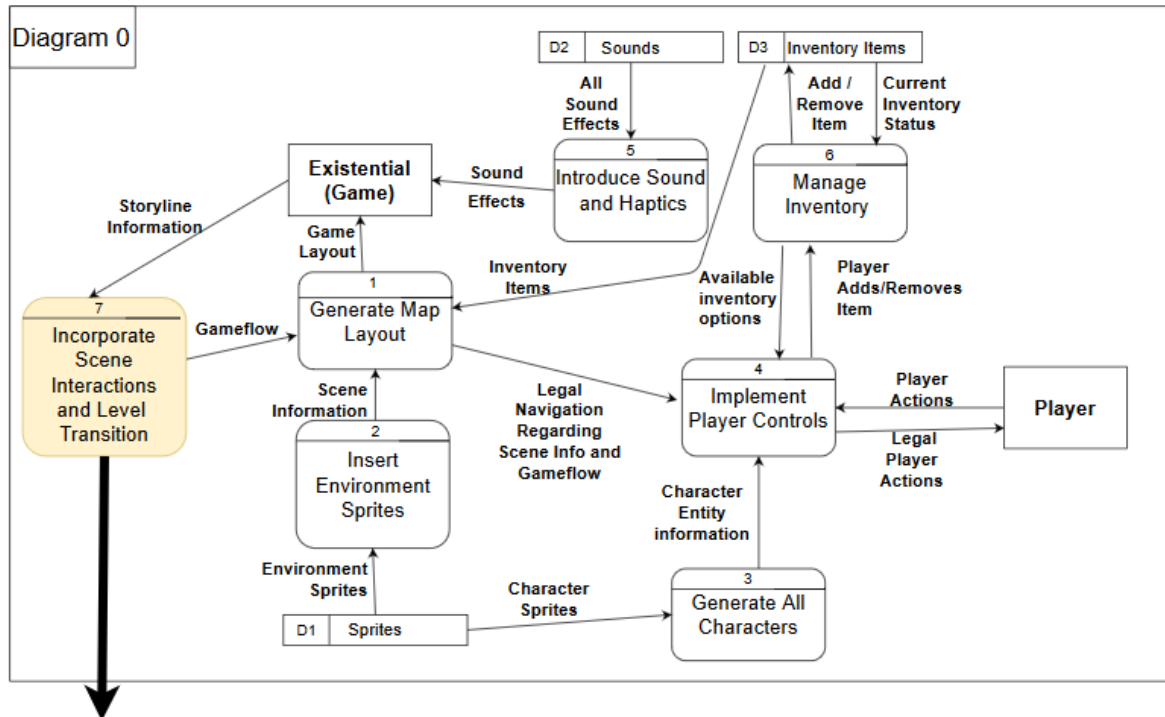 Diagram 0
D2 Sounds
D3 Inventory Items
All
Sound
Effects
Add /
Remove
Item
Current
Inventory
Status
5
Introduce Sound
and Haptics
6
Manage
Inventory
Existential
(Game)
Sound
Effects
Storyline
Information
Game
Layout
Inventory
Items
Available
inventory
options
Player
Adds/Removes
Item
7
Incorporate
Scene
Interactions
and Level
Transition
Gameflow
1
Generate Map
Layout
Scene
Information
Legal
Navigation
Regarding
Scene Info and
Gameflow
4
Implement
Player Controls
Player
Actions
Player
Legal
Player
Actions
2
Insert
Environment
Sprites
Character
Entity
information
Environment
Sprites
Character
Sprites
3
Generate All
Characters
D1 Sprites